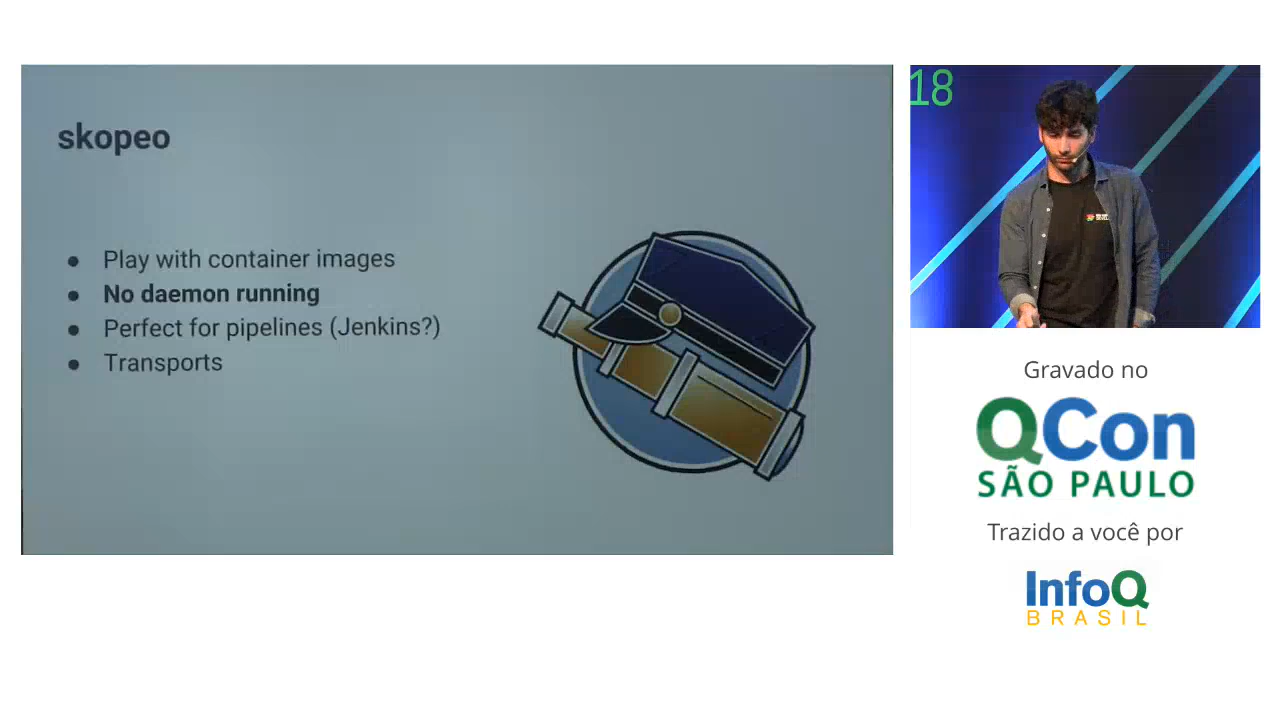 skopeo
● Play with container images
● No daemon running
● Perfect for pipelines (Jenkins?)
● Transports
18
Gravado no
QCon
SÃO PAULO
Trazido a você por
InfoQ
BRASIL